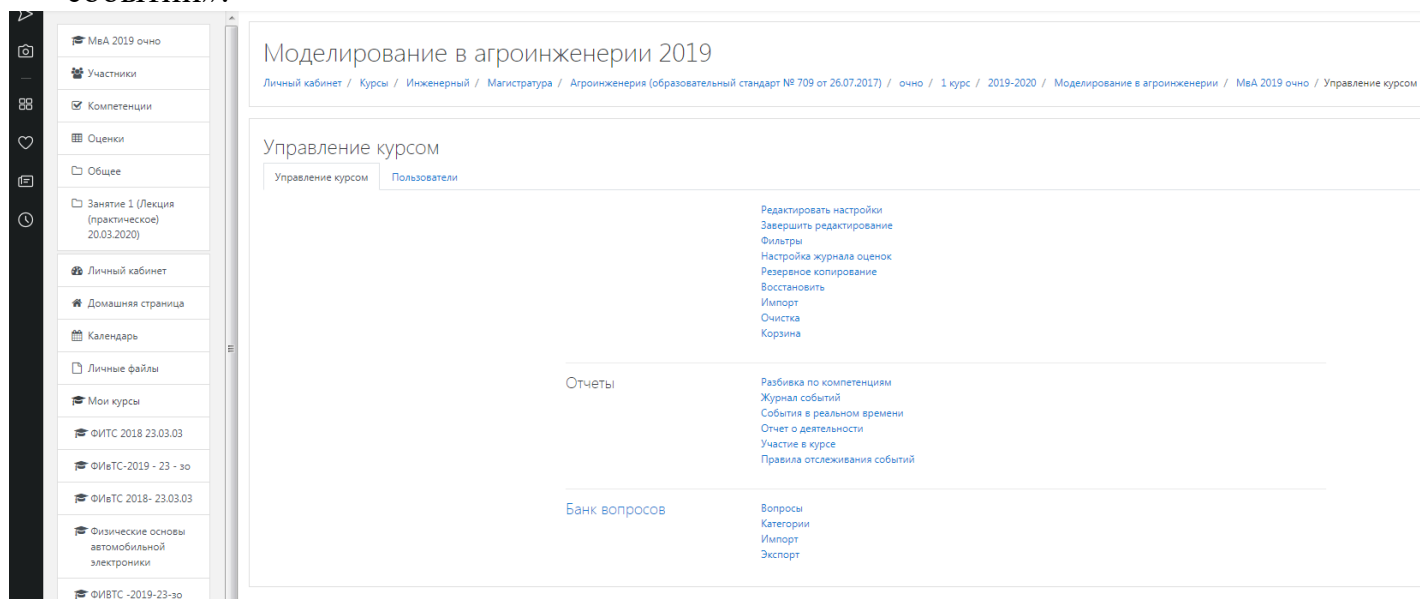 событий».
МвА 2019 очно
Участники
Компетенции
Оценки
Общее
Занятие 1 (Лекция
(практическое)
20.03.2020)
Личный кабинет
Домашняя страница
Календарь
Личные файлы
Мои курсы
ФИТС 2018 23.03.03
ФИвТС-2019 - 23 - зо
ФИвТС 2018- 23.03.03
Физические основы
автомобильной
электроники
ФИВТС -2019-23-зо
Моделирование в агроинженерии 2019
Личный кабинет / Курсы / Инженерный / Магистратура / Агроинженерия (образовательный стандарт № 709 от 26.07.2017) / очно / 1 курс / 2019-2020 / Моделирование в агроинженерии / МвА 2019 очно / Управление курсом
Управление курсом
Управление курсом Пользователи
Редактировать настройки
Завершить редактирование
Фильтры
Настройка журнала оценок
Резервное копирование
Восстановить
Импорт
Очистка
Корзина
Отчеты
Разбивка по компетенциям
Журнал событий
События в реальном времени
Отчет о деятельности
Участие в курсе
Правила отслеживания событий
Банк вопросов
Вопросы
Категории
Импорт
Экспорт